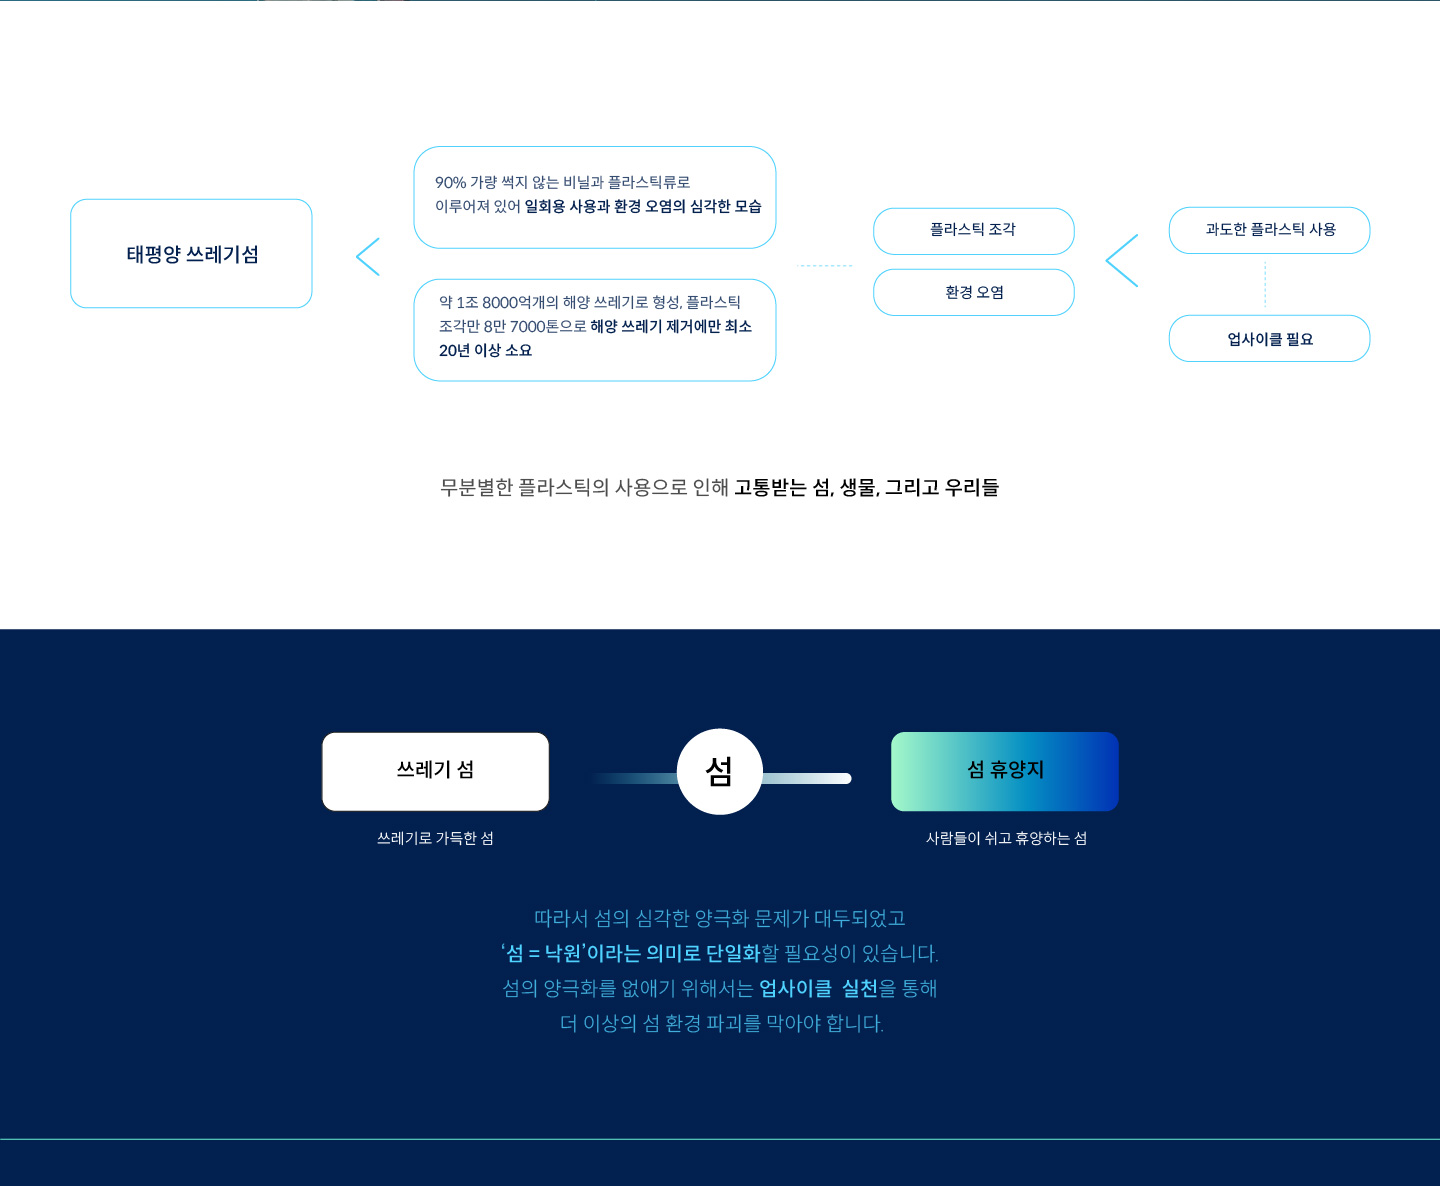 태평양 쓰레기섬
90% 가량 썩지 않는 비닐과 플라스틱류로
이루어져 있어 일회용 사용과 환경 오염의 심각한 모습
약 1조 8000억개의 해양 쓰레기로 형성, 플라스틱
조각만 8만 7000톤으로 해양 쓰레기 제거에만 최소
20년 이상 소요
플라스틱 조각
환경 오염
과도한 플라스틱 사용
업사이클 필요
무분별한 플라스틱의 사용으로 인해 고통받는 섬, 생물, 그리고 우리들
쓰레기 섬
섬
섬 휴양지
쓰레기로 가득한 섬
사람들이 쉬고 휴양하는 섬
따라서 섬의 심각한 양극화 문제가 대두되었고
‘섬 = 낙원’이라는 의미로 단일화할 필요성이 있습니다.
섬의 양극화를 없애기 위해서는 업사이클 실천을 통해
더 이상의 섬 환경 파괴를 막아야 합니다.